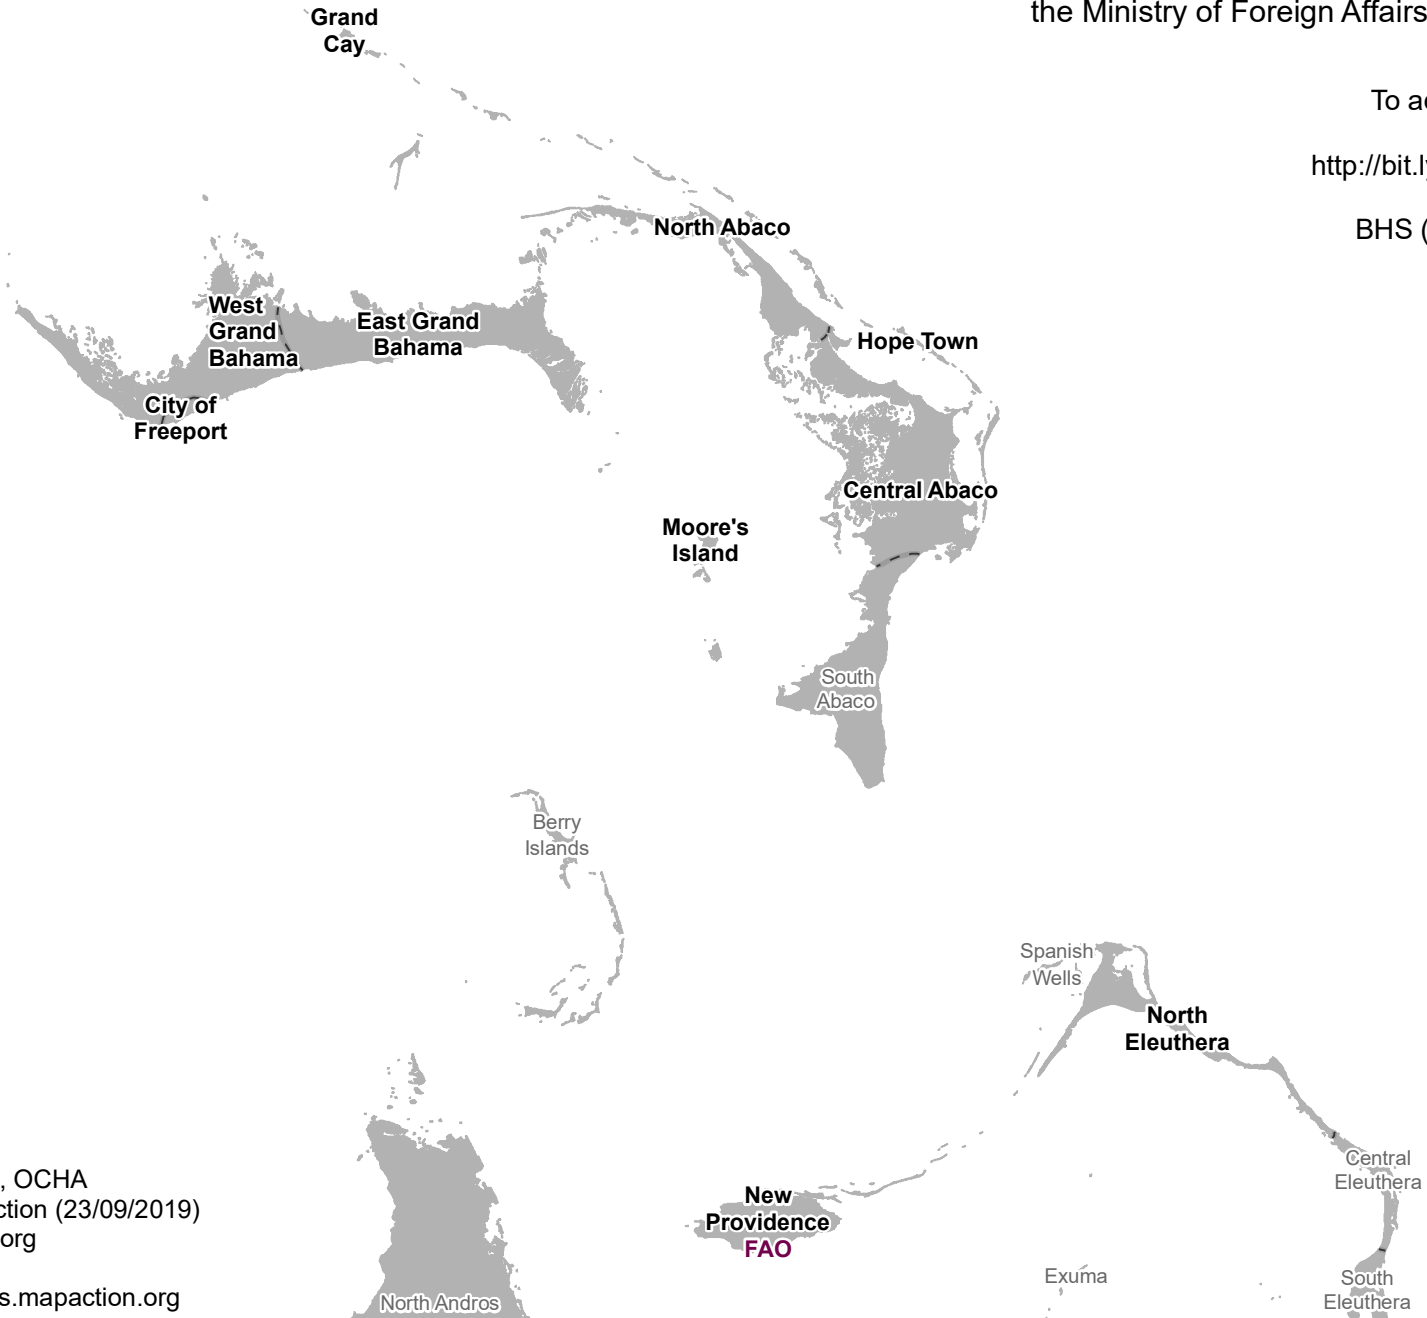 the Ministry of Foreign Affairs
Grand
Cay
To a
http://bit.l
BHS (
North Abaco
West
Grand
Bahama
East Grand
Bahama
Hope Town
City of
Freeport
Central Abaco
Moore's
Island
South
Abaco
Berry
Islands
Spanish
Wells
North
Eleuthera
Central
Eleuthera
, OCHA
ction (23/09/2019)
org
s.mapaction.org
New
Providence
FAO
Exuma
South
Eleuthera
North Andros